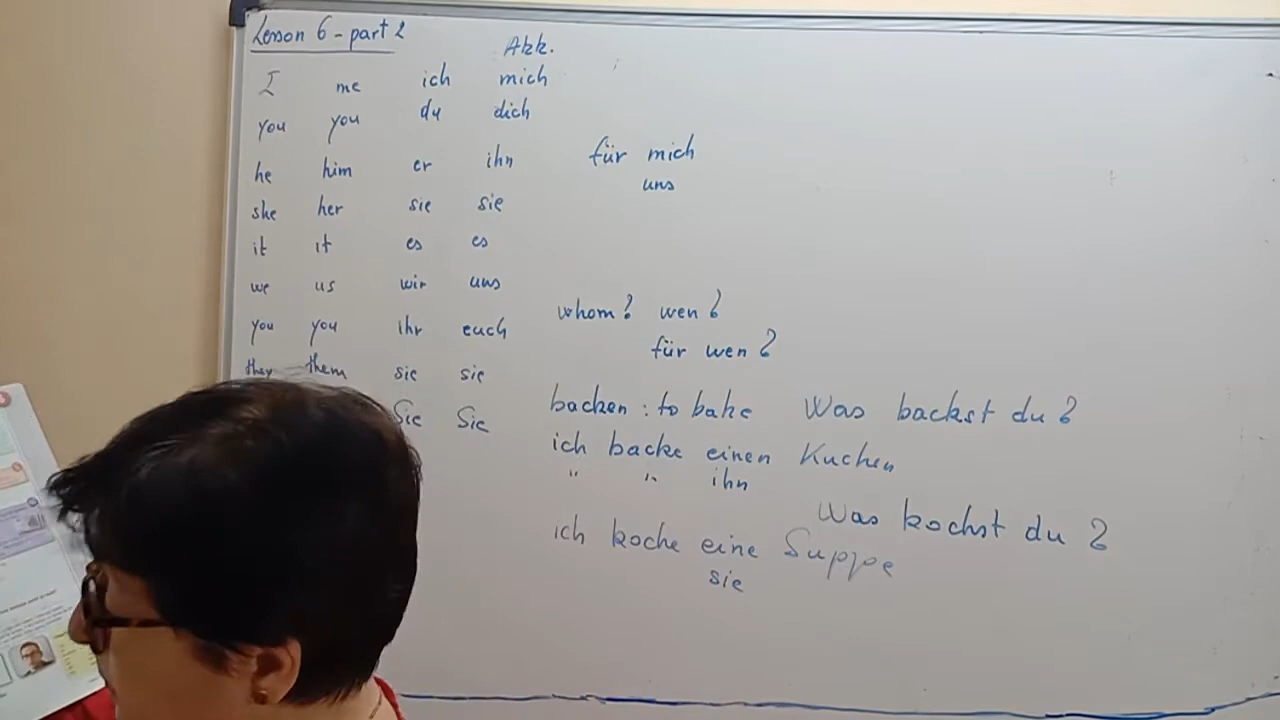 Lesson 6 - part 2
Akk.
I me ich mich
you you du dich
he him er ihn
she her sie sie
it it es es
we us wir uns
you you ihr euch
they them sie sie
Sie Sie
für mich
uns
whom? wen?
für wen?
backen : to bake Was backst du?
ich backe einen Kuchen
" " ihn
Was kochst du?
ich koche eine Suppe
sie